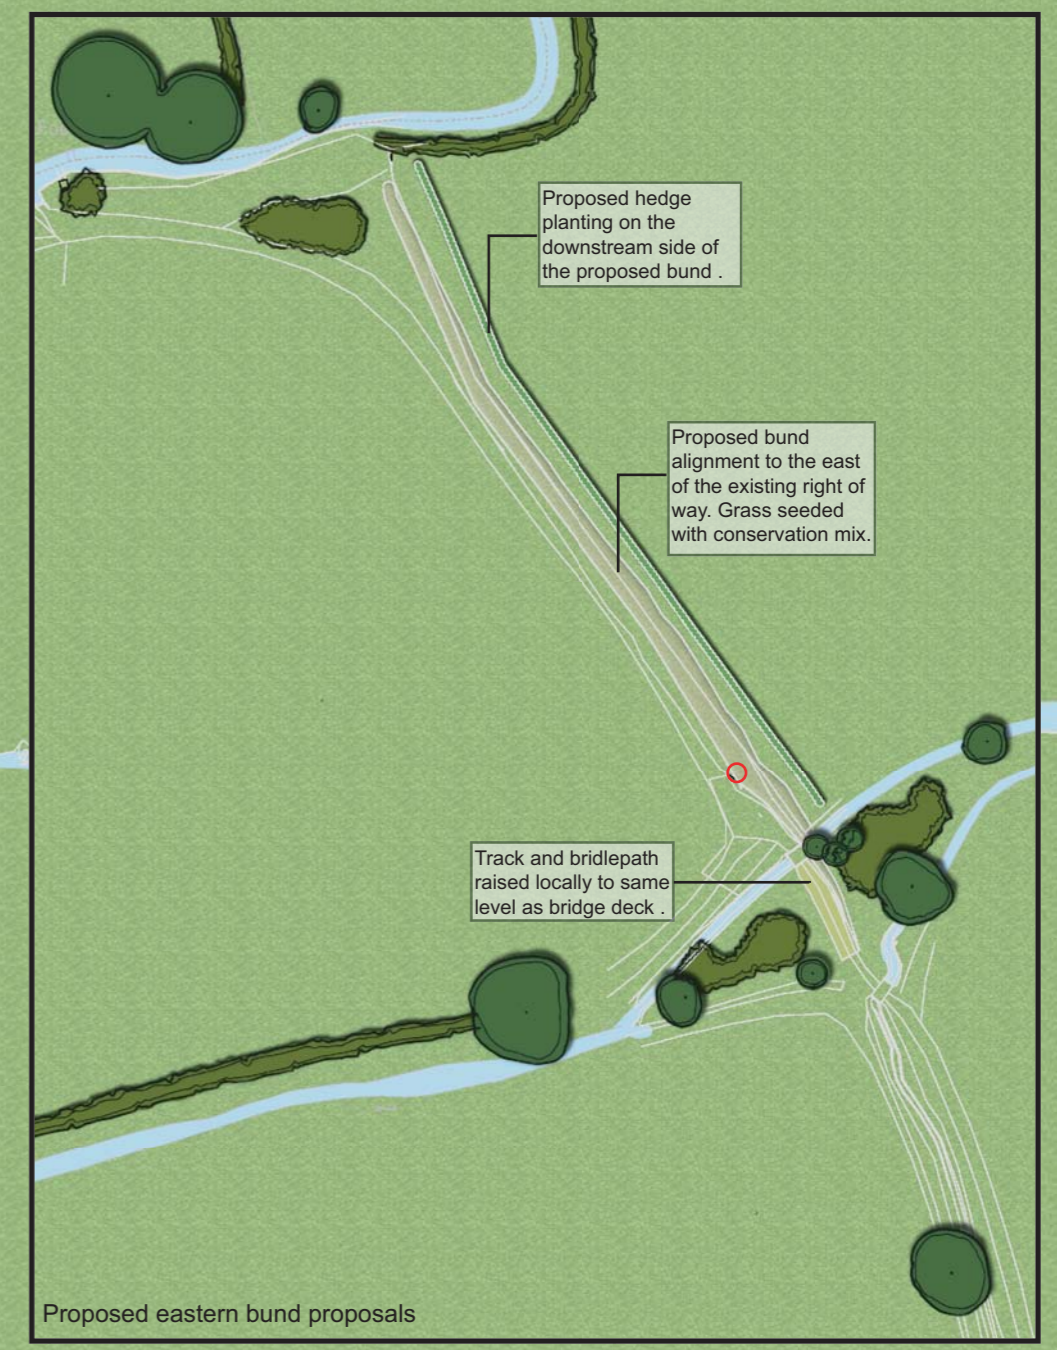 Proposed hedge
planting on the
downstream side of
the proposed bund .
Proposed bund
alignment to the east
of the existing right of
way. Grass seeded
with conservation mix.
Track and bridlepath
raised locally to same
level as bridge deck .
Proposed eastern bund proposals